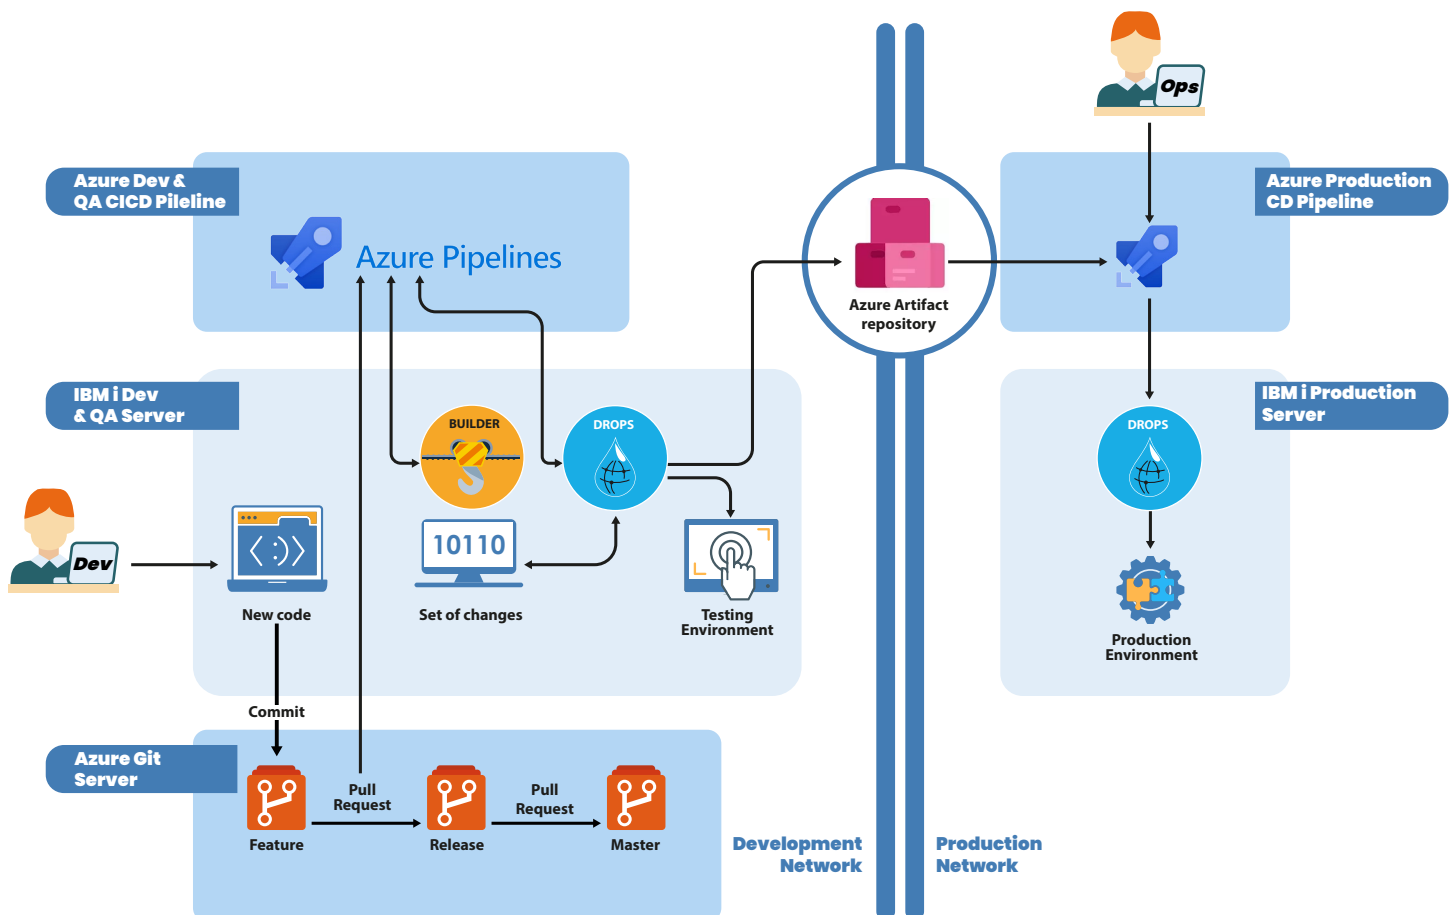 Ops
Azure Dev &
QA CICD Pileline
Azure Pipelines
Azure Artifact
repository
Azure Production
CD Pipeline
IBM i Dev
& QA Server
BUILDER
DROPS
10110
Dev
New code
Set of changes
Testing
Environment
IBM i Production
Server
DROPS
Production
Environment
Commit
Azure Git
Server
Pull
Request
Pull
Request
Feature
Release
Master
Development
Network
Production
Network